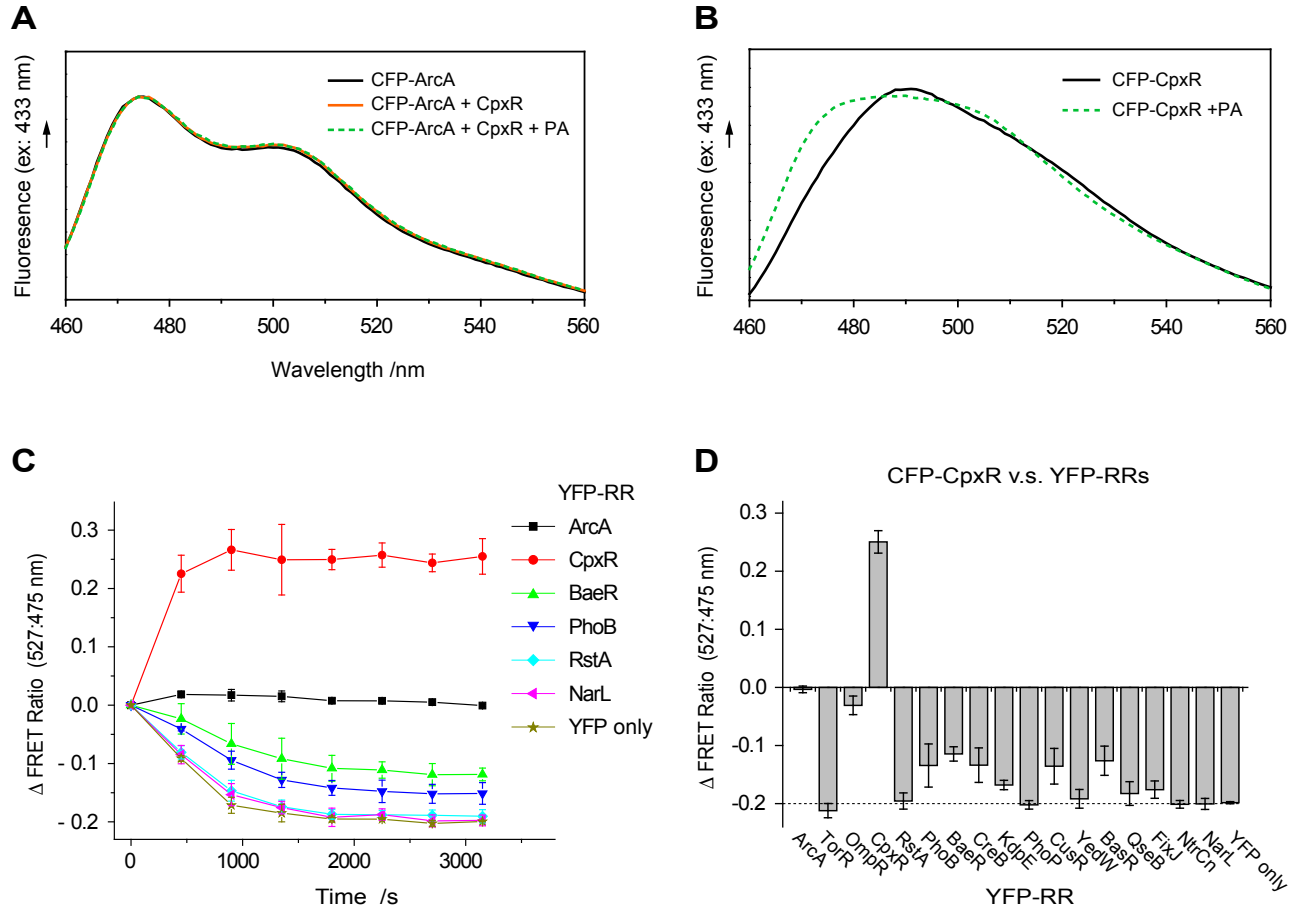 A
Fluoresence (ex: 433 nm)
CFP-ArcA
CFP-ArcA + CpxR
CFP-ArcA + CpxR + PA
460 480 500 520 540 560
Wavelength /nm
B
Fluoresence (ex: 433 nm)
CFP-CpxR
CFP-CpxR +PA
460 480 500 520 540 560
C
Δ FRET Ratio (527:475 nm)
0.3
0.2
0.1
0.0
- 0.1
- 0.2
0 1000 2000 3000
Time /s
YFP-RR
ArcA
CpxR
BaeR
PhoB
RstA
NarL
YFP only
D
CFP-CpxR v.s. YFP-RRs
Δ FRET Ratio (527:475 nm)
0.3
0.2
0.1
0.0
-0.1
-0.2
ArcA TorR OmpR CpxR RstA PhoB BaeR CreB KdpE PhoP CusR YedW BasR QseB FixJ NtrCn NarL YFP only
YFP-RR